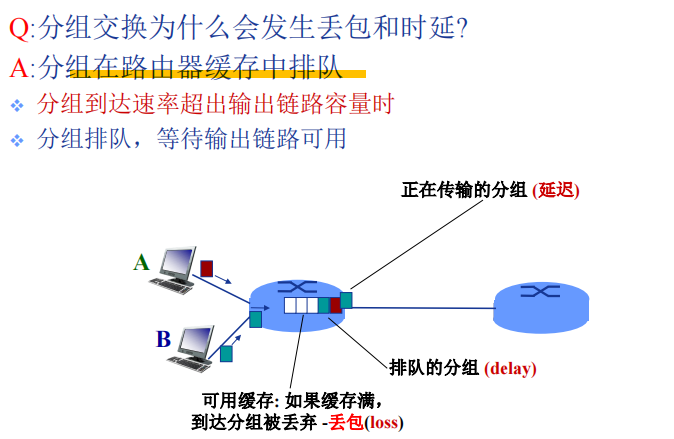 Q:分组交换为什么会发生丢包和时延?
A:分组在路由器缓存中排队
分组到达速率超出输出链路容量时
分组排队，等待输出链路可用
正在传输的分组 (延迟)
A
B
排队的分组 (delay)
可用缓存: 如果缓存满，
到达分组被丢弃 -丢包(loss)